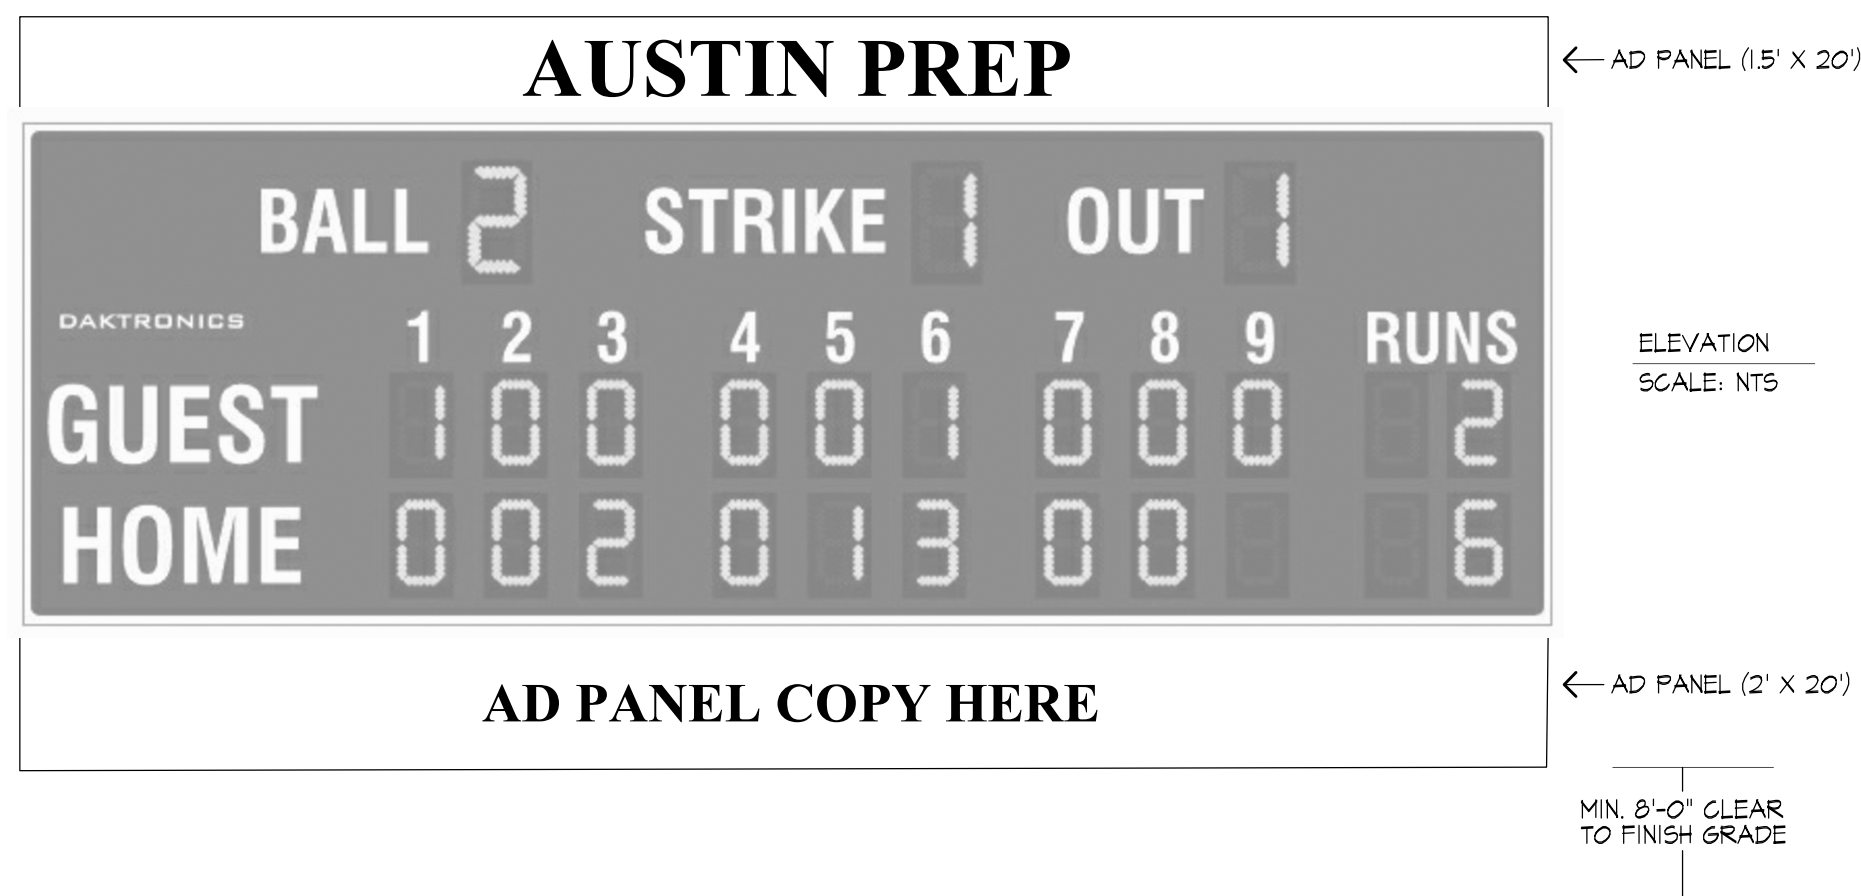 AUSTIN PREP
AD PANEL (1.5' X 20')
BALL 2 STRIKE 1 OUT 1
DAKTRONICS 1 2 3 4 5 6 7 8 9 RUNS
GUEST 1 0 0 0 0 1 0 0 0 2
HOME 0 0 2 0 1 3 0 0 6
ELEVATION
SCALE: NTS
AD PANEL COPY HERE
AD PANEL (2' X 20')
MIN. 8'-0" CLEAR
TO FINISH GRADE